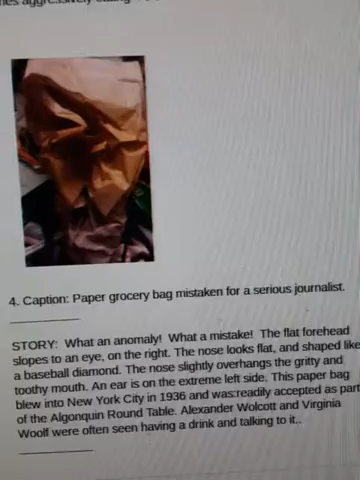 aggressively eating
4. Caption: Paper grocery bag mistaken for a serious journalist.
STORY: What an anomaly! What a mistake! The flat forehead
slopes to an eye, on the right. The nose looks flat, and shaped like
a baseball diamond. The nose slightly overhangs the gritty and
toothy mouth. An ear is on the extreme left side. This paper bag
blew into New York City in 1936 and was:readily accepted as part
of the Algonquin Round Table. Alexander Wolcott and Virginia
Woolf were often seen having a drink and talking to it..